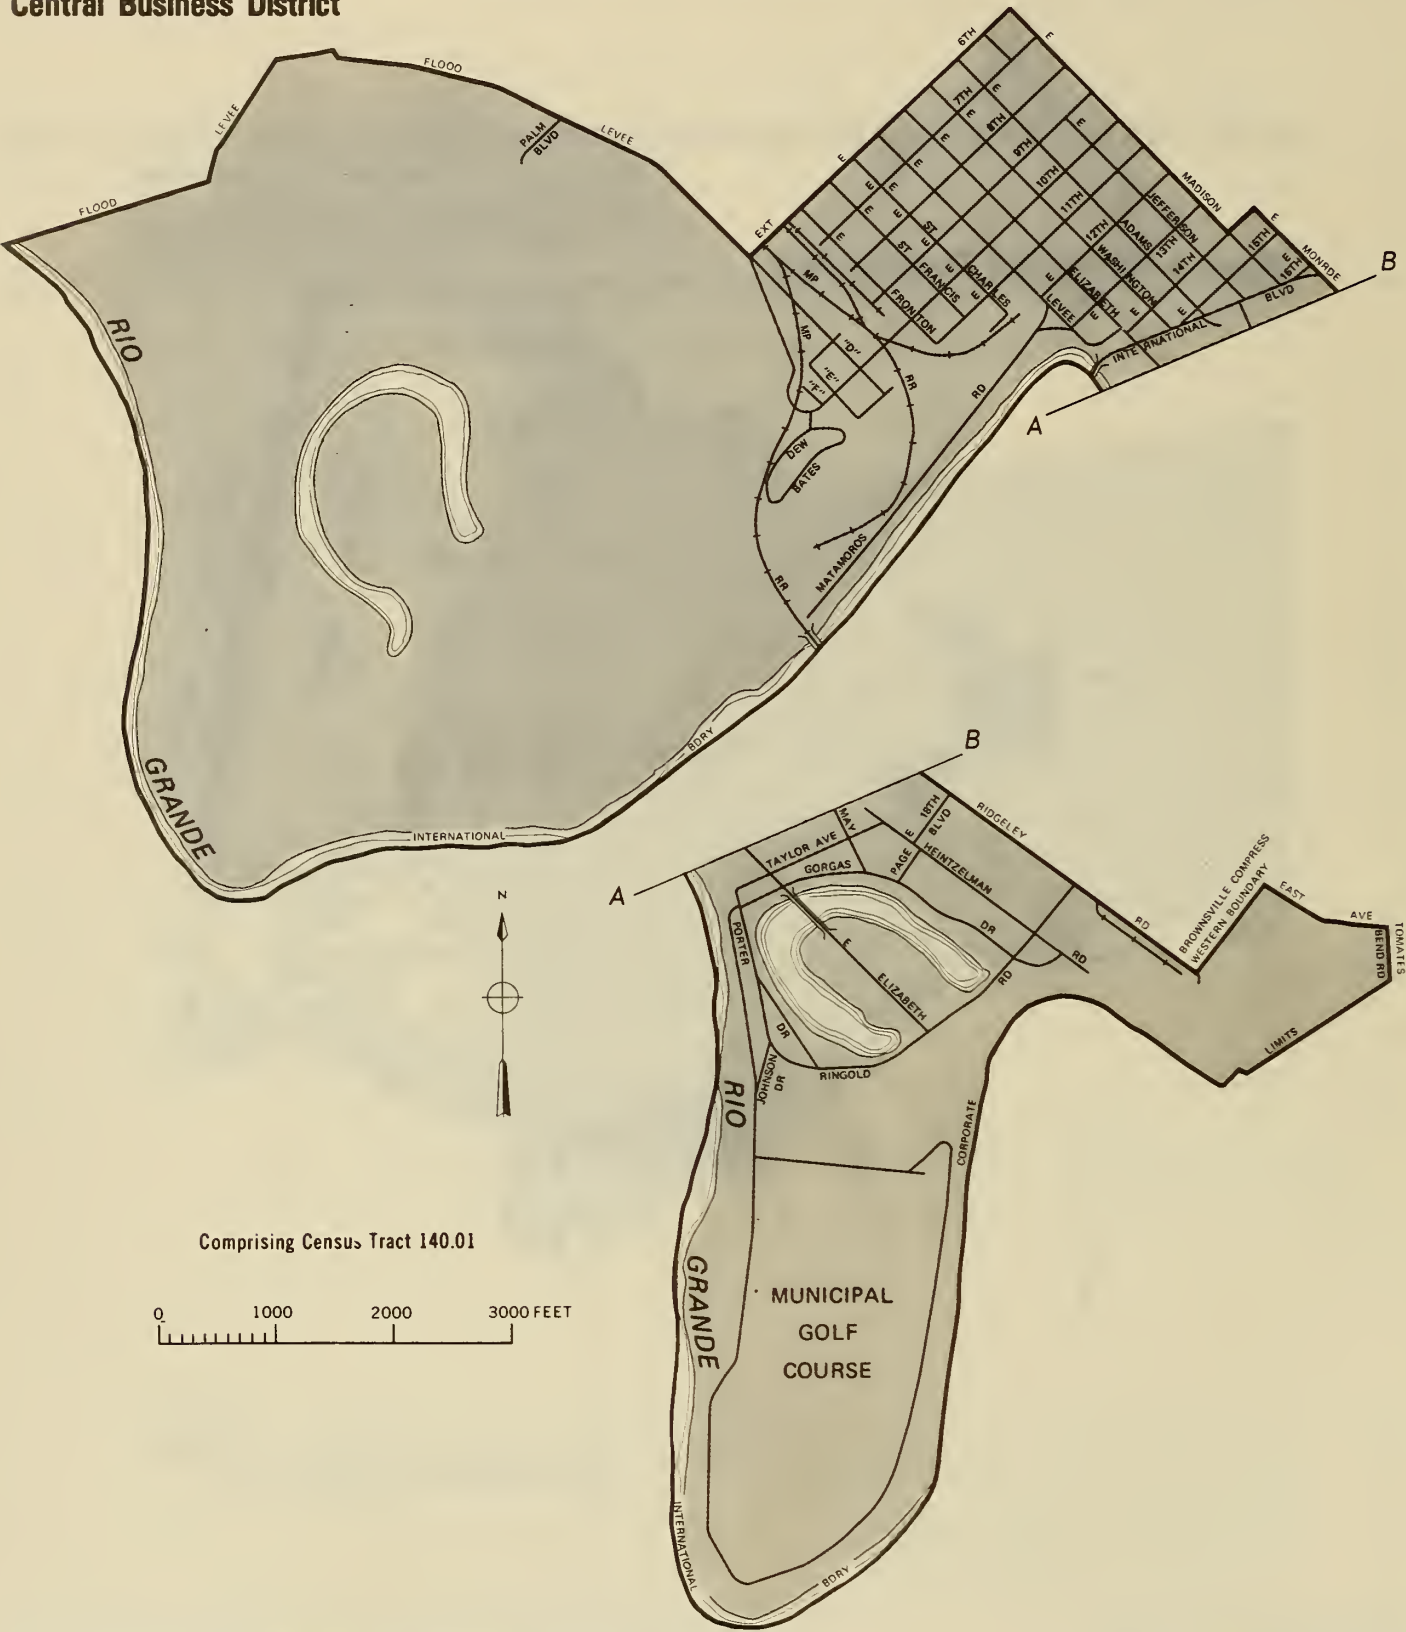 Central Business District
FLOOD
LEVEE
FLOOD
LEVEE
PALM
BLVD
RIO
GRANDE
INTERNATIONAL
BDRY
EXT
E
6TH
E
7TH
E
E
8TH
E
9TH
E
10TH
11TH
12TH
13TH
14TH
E
15TH
E
16TH
MADISON
JEFFERSON
ADAMS
WASHINGTON
E
ELIZABETH
E
E
LEVEE
E
E
ST
CHARLES
E
ST
FRANCIS
E
FRONTON
MONROE
INTERNATIONAL
BLVD
MP
MP
"D"
"E"
"F"
DEW
BATES
RR
RR
RD
MATAMOROS
A
B
A
B
TAYLOR AVE
MAY
GORGAS
PAGE
E
18TH
BLVD
HEINTZELMAN
RIDGELEY
RD
DR
RD
RD
PORTER
DR
E
ELIZABETH
JOHNSON
DR
RINGOLD
BROWNSVILLE COMPRESS
WESTERN BOUNDARY
EAST
AVE
TOMATES
BEND RD
LIMITS
CORPORATE
RIO
GRANDE
INTERNATIONAL
BDRY
MUNICIPAL
GOLF
COURSE
N
Comprising Census Tract 140.01
0 1000 2000 3000 FEET